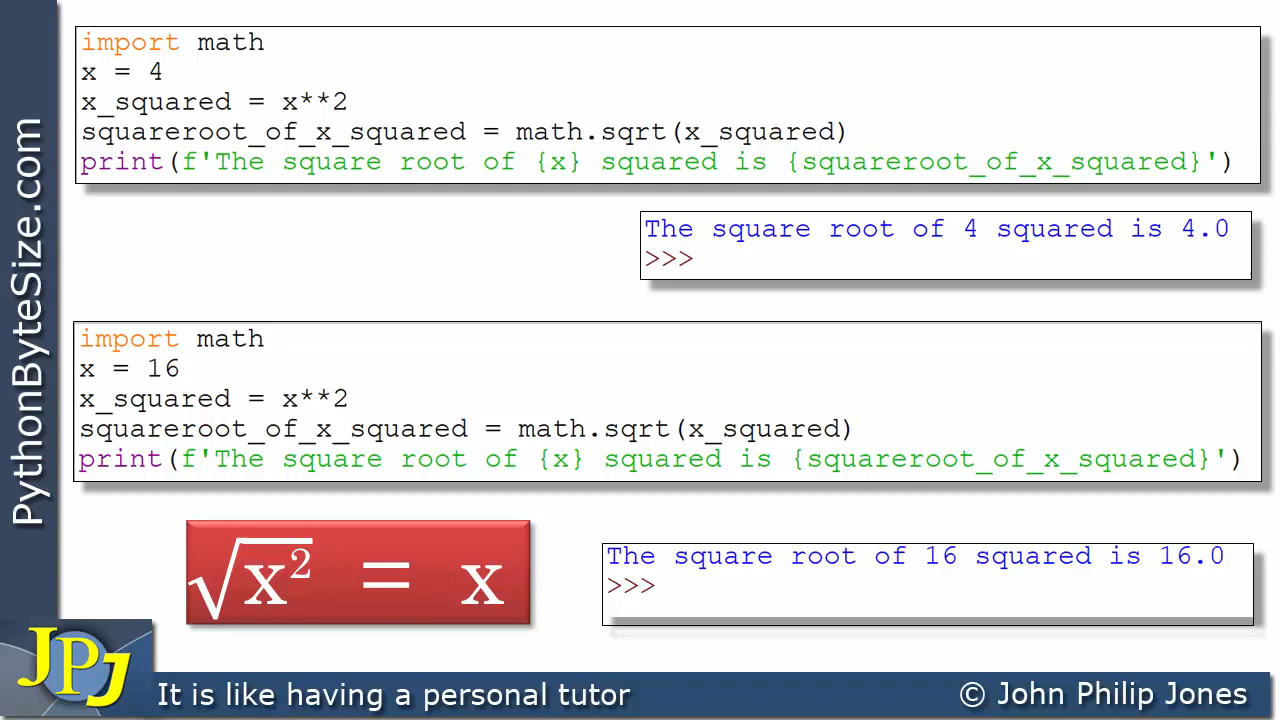 PythonByteSize.com
import math
x = 4
x_squared = x**2
squareroot_of_x_squared = math.sqrt(x_squared)
print(f'The square root of {x} squared is {squareroot_of_x_squared}')
The square root of 4 squared is 4.0
>>>
import math
x = 16
x_squared = x**2
squareroot_of_x_squared = math.sqrt(x_squared)
print(f'The square root of {x} squared is {squareroot_of_x_squared}')
√x² = x
The square root of 16 squared is 16.0
>>>
JPJ
It is like having a personal tutor
© John Philip Jones